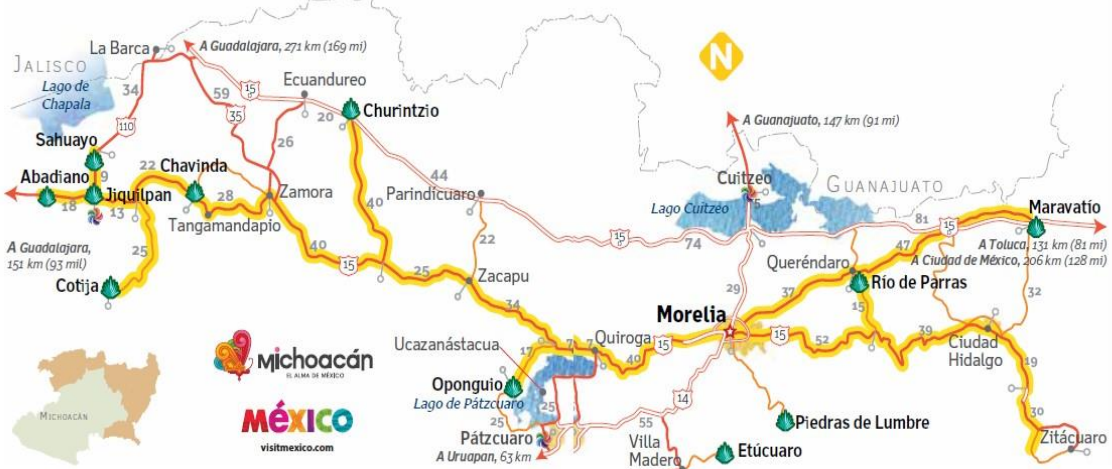 La Barca
A Guadalajara, 271 km (169 mi)
JALISCO
Lago de
Chapala
34
59
15
D
Ecuandureo
110
35
20
Churintzio
26
N
A Guanajuato, 147 km (91 mi)
Sahuayo
9
Abadiano
18
Jiquilpan
13
22
Chavinda
28
Tangamandapio
Zamora
44
Parindícuaro
40
Cuitzeo
5
Lago Cuitzeo
GUANAJUATO
15
D
74
81
15
D
Maravatío
A Toluca, 131 km (81 mi)
A Ciudad de México, 206 km (128 mi)
A Guadalajara,
151 km (93 mil)
25
Cotija
40
15
25
22
Zacapu
34
29
47
Queréndaro
37
Río de Parras
15
32
Morelia
Ucazanástacua
17
7
7
Quiroga
15
40
15
52
39
Ciudad
Hidalgo
19
Oponguio
Lago de Pátzcuaro
25
25
14
55
30
MICHOACÁN
Michoacán
EL ALMA DE MÉXICO
MéXICO
visitmexico.com
Pátzcuaro
A Uruapan, 63 km
Villa
Madero
Etúcuaro
Piedras de Lumbre
Zitácuaro